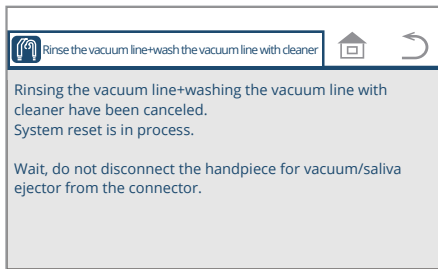 Rinse the vacuum line+wash the vacuum line with cleaner
Rinsing the vacuum line+washing the vacuum line with
cleaner have been canceled.
System reset is in process.
Wait, do not disconnect the handpiece for vacuum/saliva
ejector from the connector.